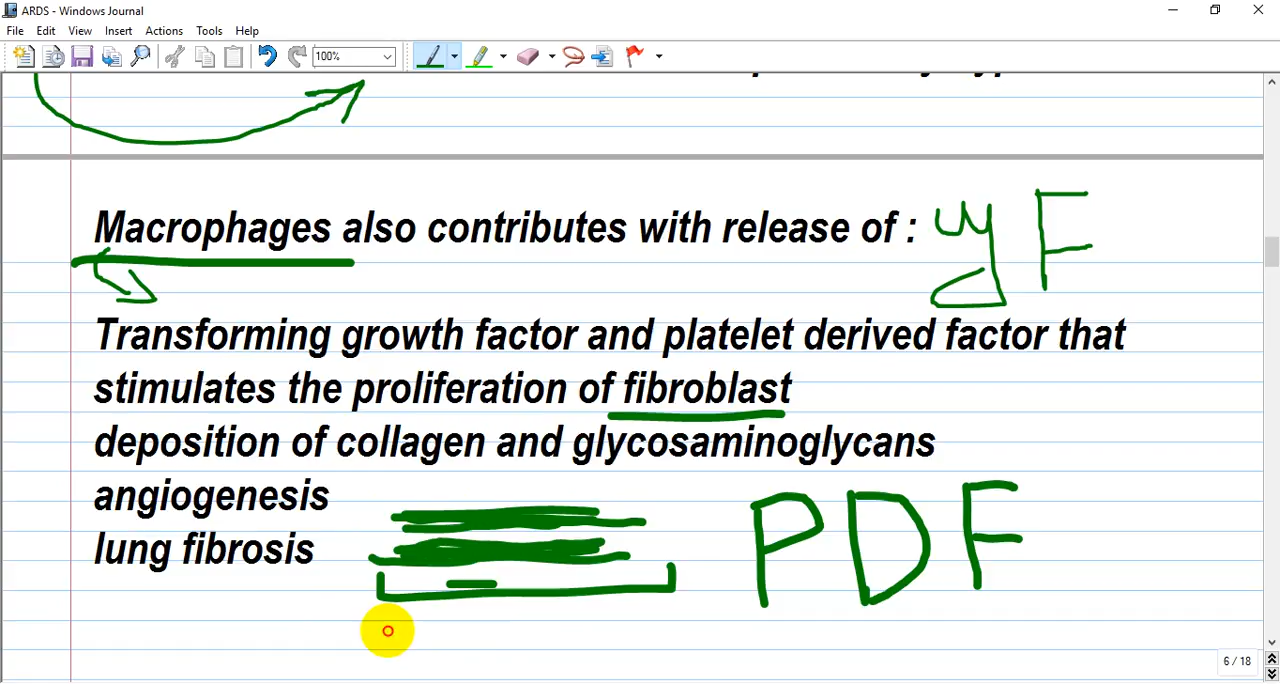 ARDS - Windows Journal
File Edit View Insert Actions Tools Help
100%
Macrophages also contributes with release of : y F
Transforming growth factor and platelet derived factor that
stimulates the proliferation of fibroblast
deposition of collagen and glycosaminoglycans
angiogenesis
lung fibrosis
PDF
6 / 18